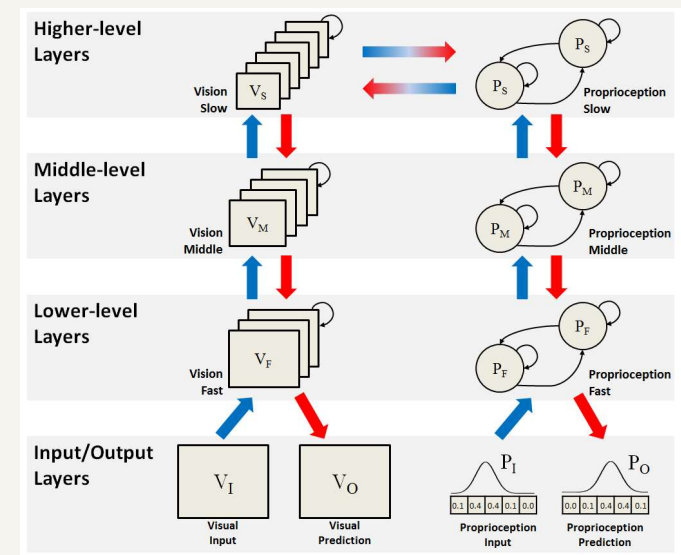 Higher-level
Layers
Vision
Slow
V_S
P_S
P_S
Proprioception
Slow
Middle-level
Layers
Vision
Middle
V_M
P_M
P_M
Proprioception
Middle
Lower-level
Layers
Vision
Fast
V_F
P_F
P_F
Proprioception
Fast
Input/Output
Layers
V_I
V_O
P_I
P_O
0.1 0.4 0.4 0.1 0.0
0.0 0.1 0.4 0.4 0.1
Visual
Input
Visual
Prediction
Proprioception
Input
Proprioception
Prediction